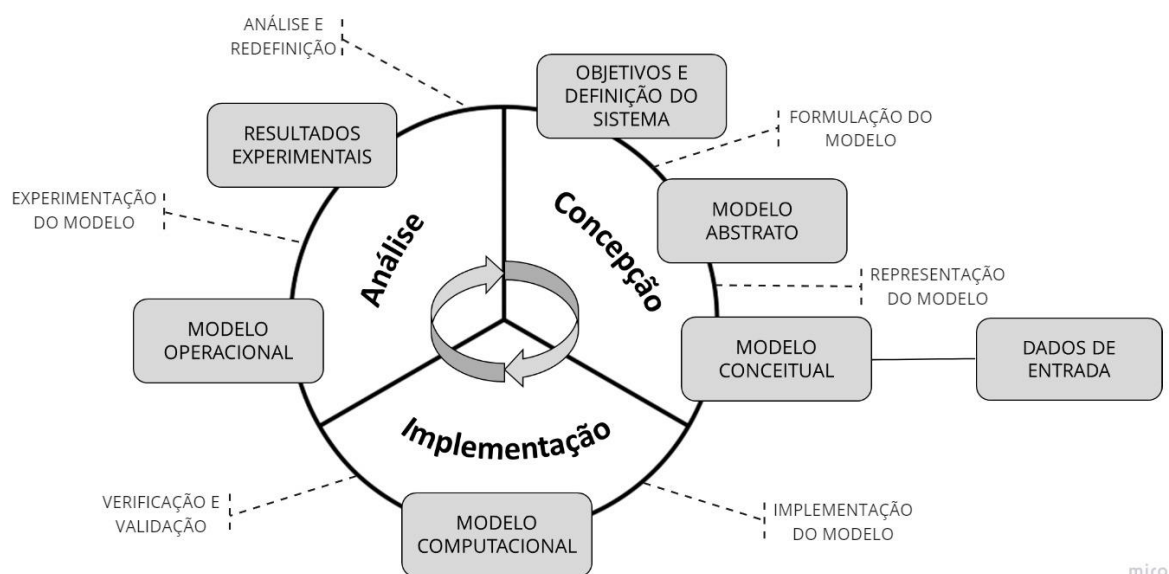 ANÁLISE E
REDEFINIÇÃO
OBJETIVOS E
DEFINIÇÃO DO
SISTEMA
FORMULAÇÃO DO
MODELO
RESULTADOS
EXPERIMENTAIS
EXPERIMENTAÇÃO
DO MODELO
MODELO
ABSTRATO
Análise
Concepção
REPRESENTAÇÃO
DO MODELO
MODELO
OPERACIONAL
MODELO
CONCEITUAL
DADOS DE
ENTRADA
Implementação
VERIFICAÇÃO E
VALIDAÇÃO
MODELO
COMPUTACIONAL
IMPLEMENTAÇÃO
DO MODELO
miro